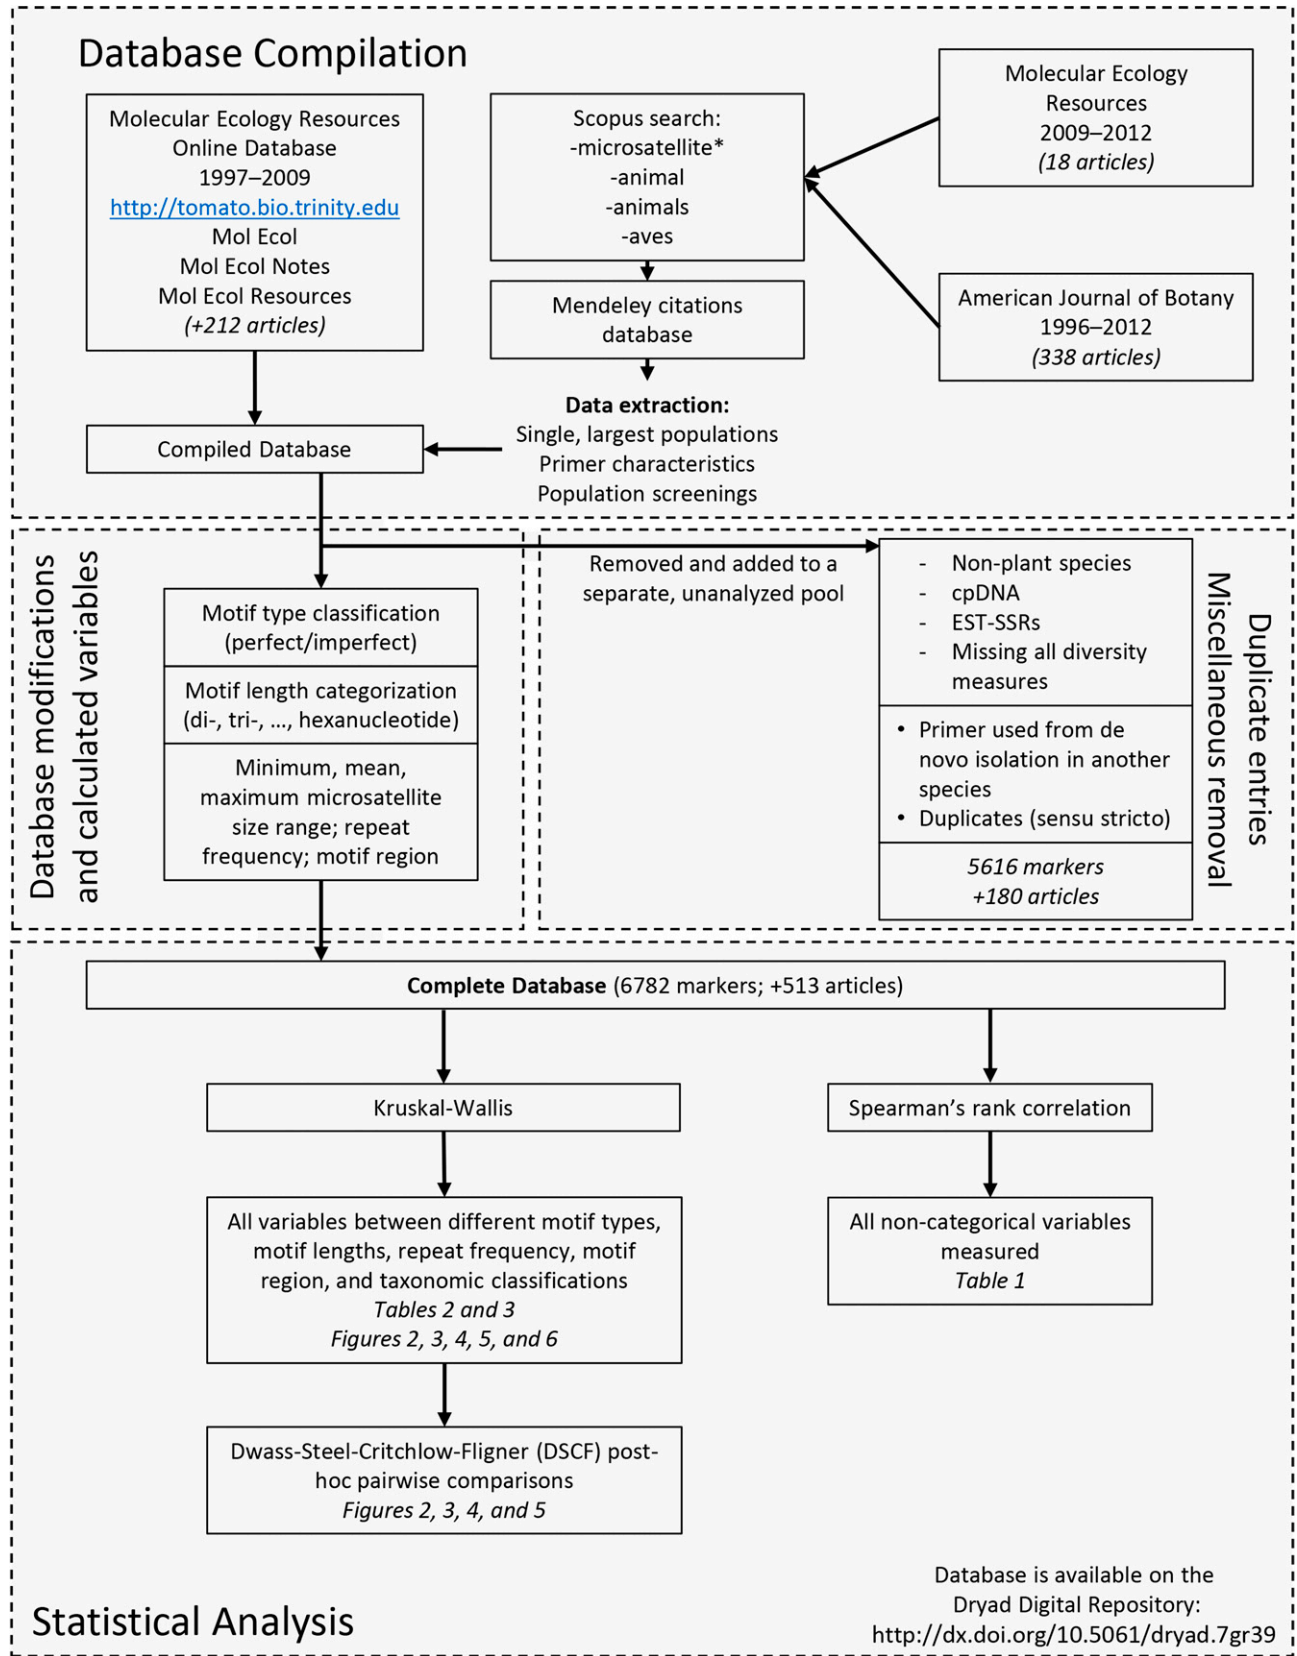 Database Compilation
Molecular Ecology Resources
Online Database
1997–2009
http://tomato.bio.trinity.edu
Mol Ecol
Mol Ecol Notes
Mol Ecol Resources
(+212 articles)
Scopus search:
-microsatellite*
-animal
-animals
-aves
Molecular Ecology
Resources
2009–2012
(18 articles)
Mendeley citations
database
American Journal of Botany
1996–2012
(338 articles)
Data extraction:
Single, largest populations
Primer characteristics
Population screenings
Compiled Database
Database modifications
and calculated variables
Motif type classification
(perfect/imperfect)
Motif length categorization
(di-, tri-, ..., hexanucleotide)
Minimum, mean,
maximum microsatellite
size range; repeat
frequency; motif region
Removed and added to a
separate, unanalyzed pool
- Non-plant species
- cpDNA
- EST-SSRs
- Missing all diversity
measures
• Primer used from de
novo isolation in another
species
• Duplicates (sensu stricto)
5616 markers
+180 articles
Duplicate entries
Miscellaneous removal
Complete Database (6782 markers; +513 articles)
Kruskal-Wallis
Spearman’s rank correlation
All variables between different motif types,
motif lengths, repeat frequency, motif
region, and taxonomic classifications
Tables 2 and 3
Figures 2, 3, 4, 5, and 6
All non-categorical variables
measured
Table 1
Dwass-Steel-Critchlow-Fligner (DSCF) post-
hoc pairwise comparisons
Figures 2, 3, 4, and 5
Statistical Analysis
Database is available on the
Dryad Digital Repository:
http://dx.doi.org/10.5061/dryad.7gr39